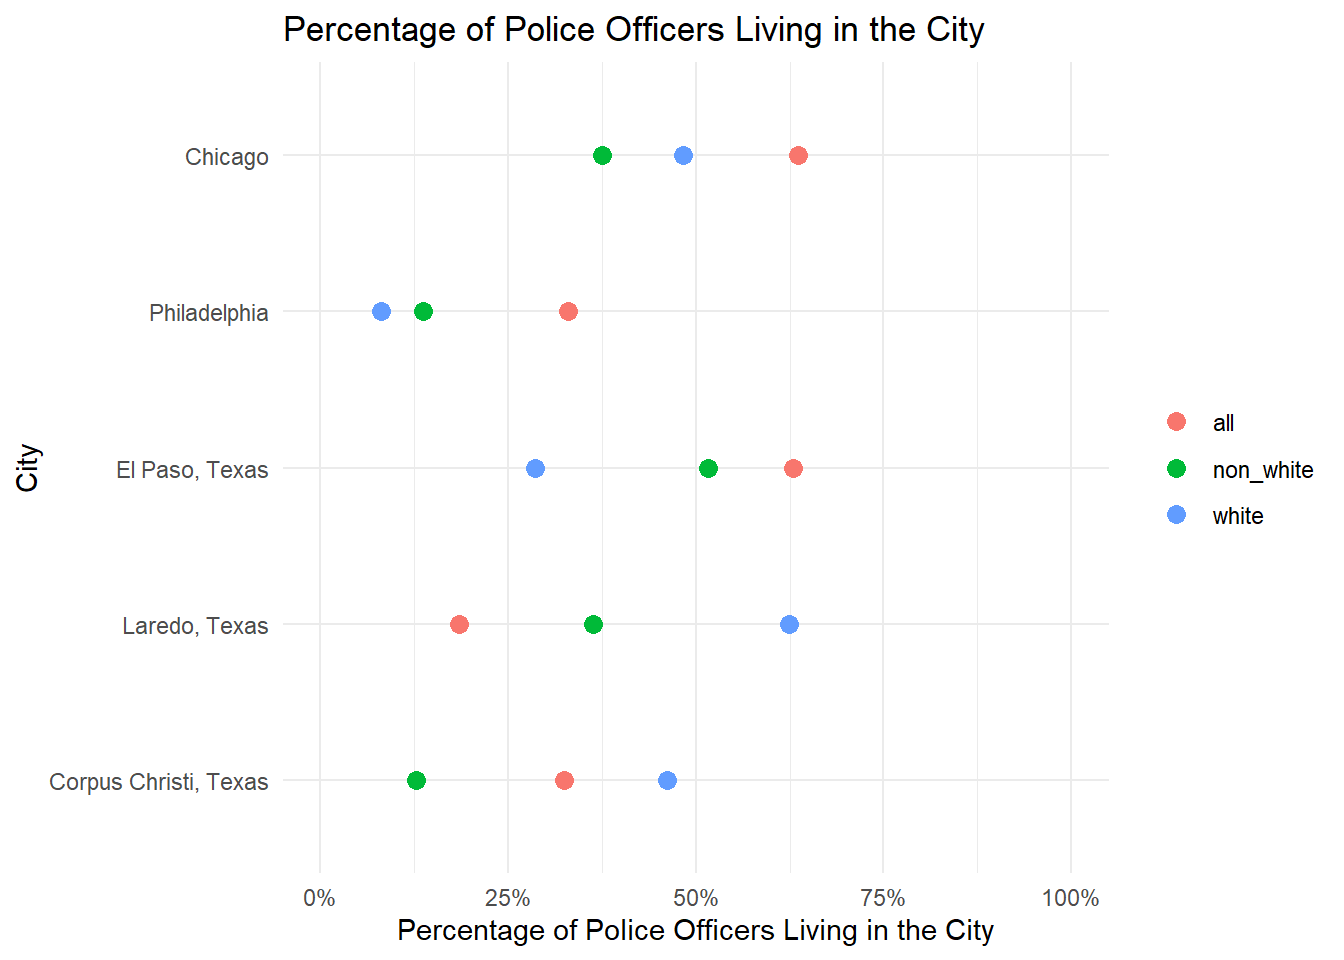 Percentage of Police Officers Living in the City
Chicago
Philadelphia
El Paso, Texas
Laredo, Texas
Corpus Christi, Texas
City
all
non_white
white
0% 25% 50% 75% 100%
Percentage of Police Officers Living in the City